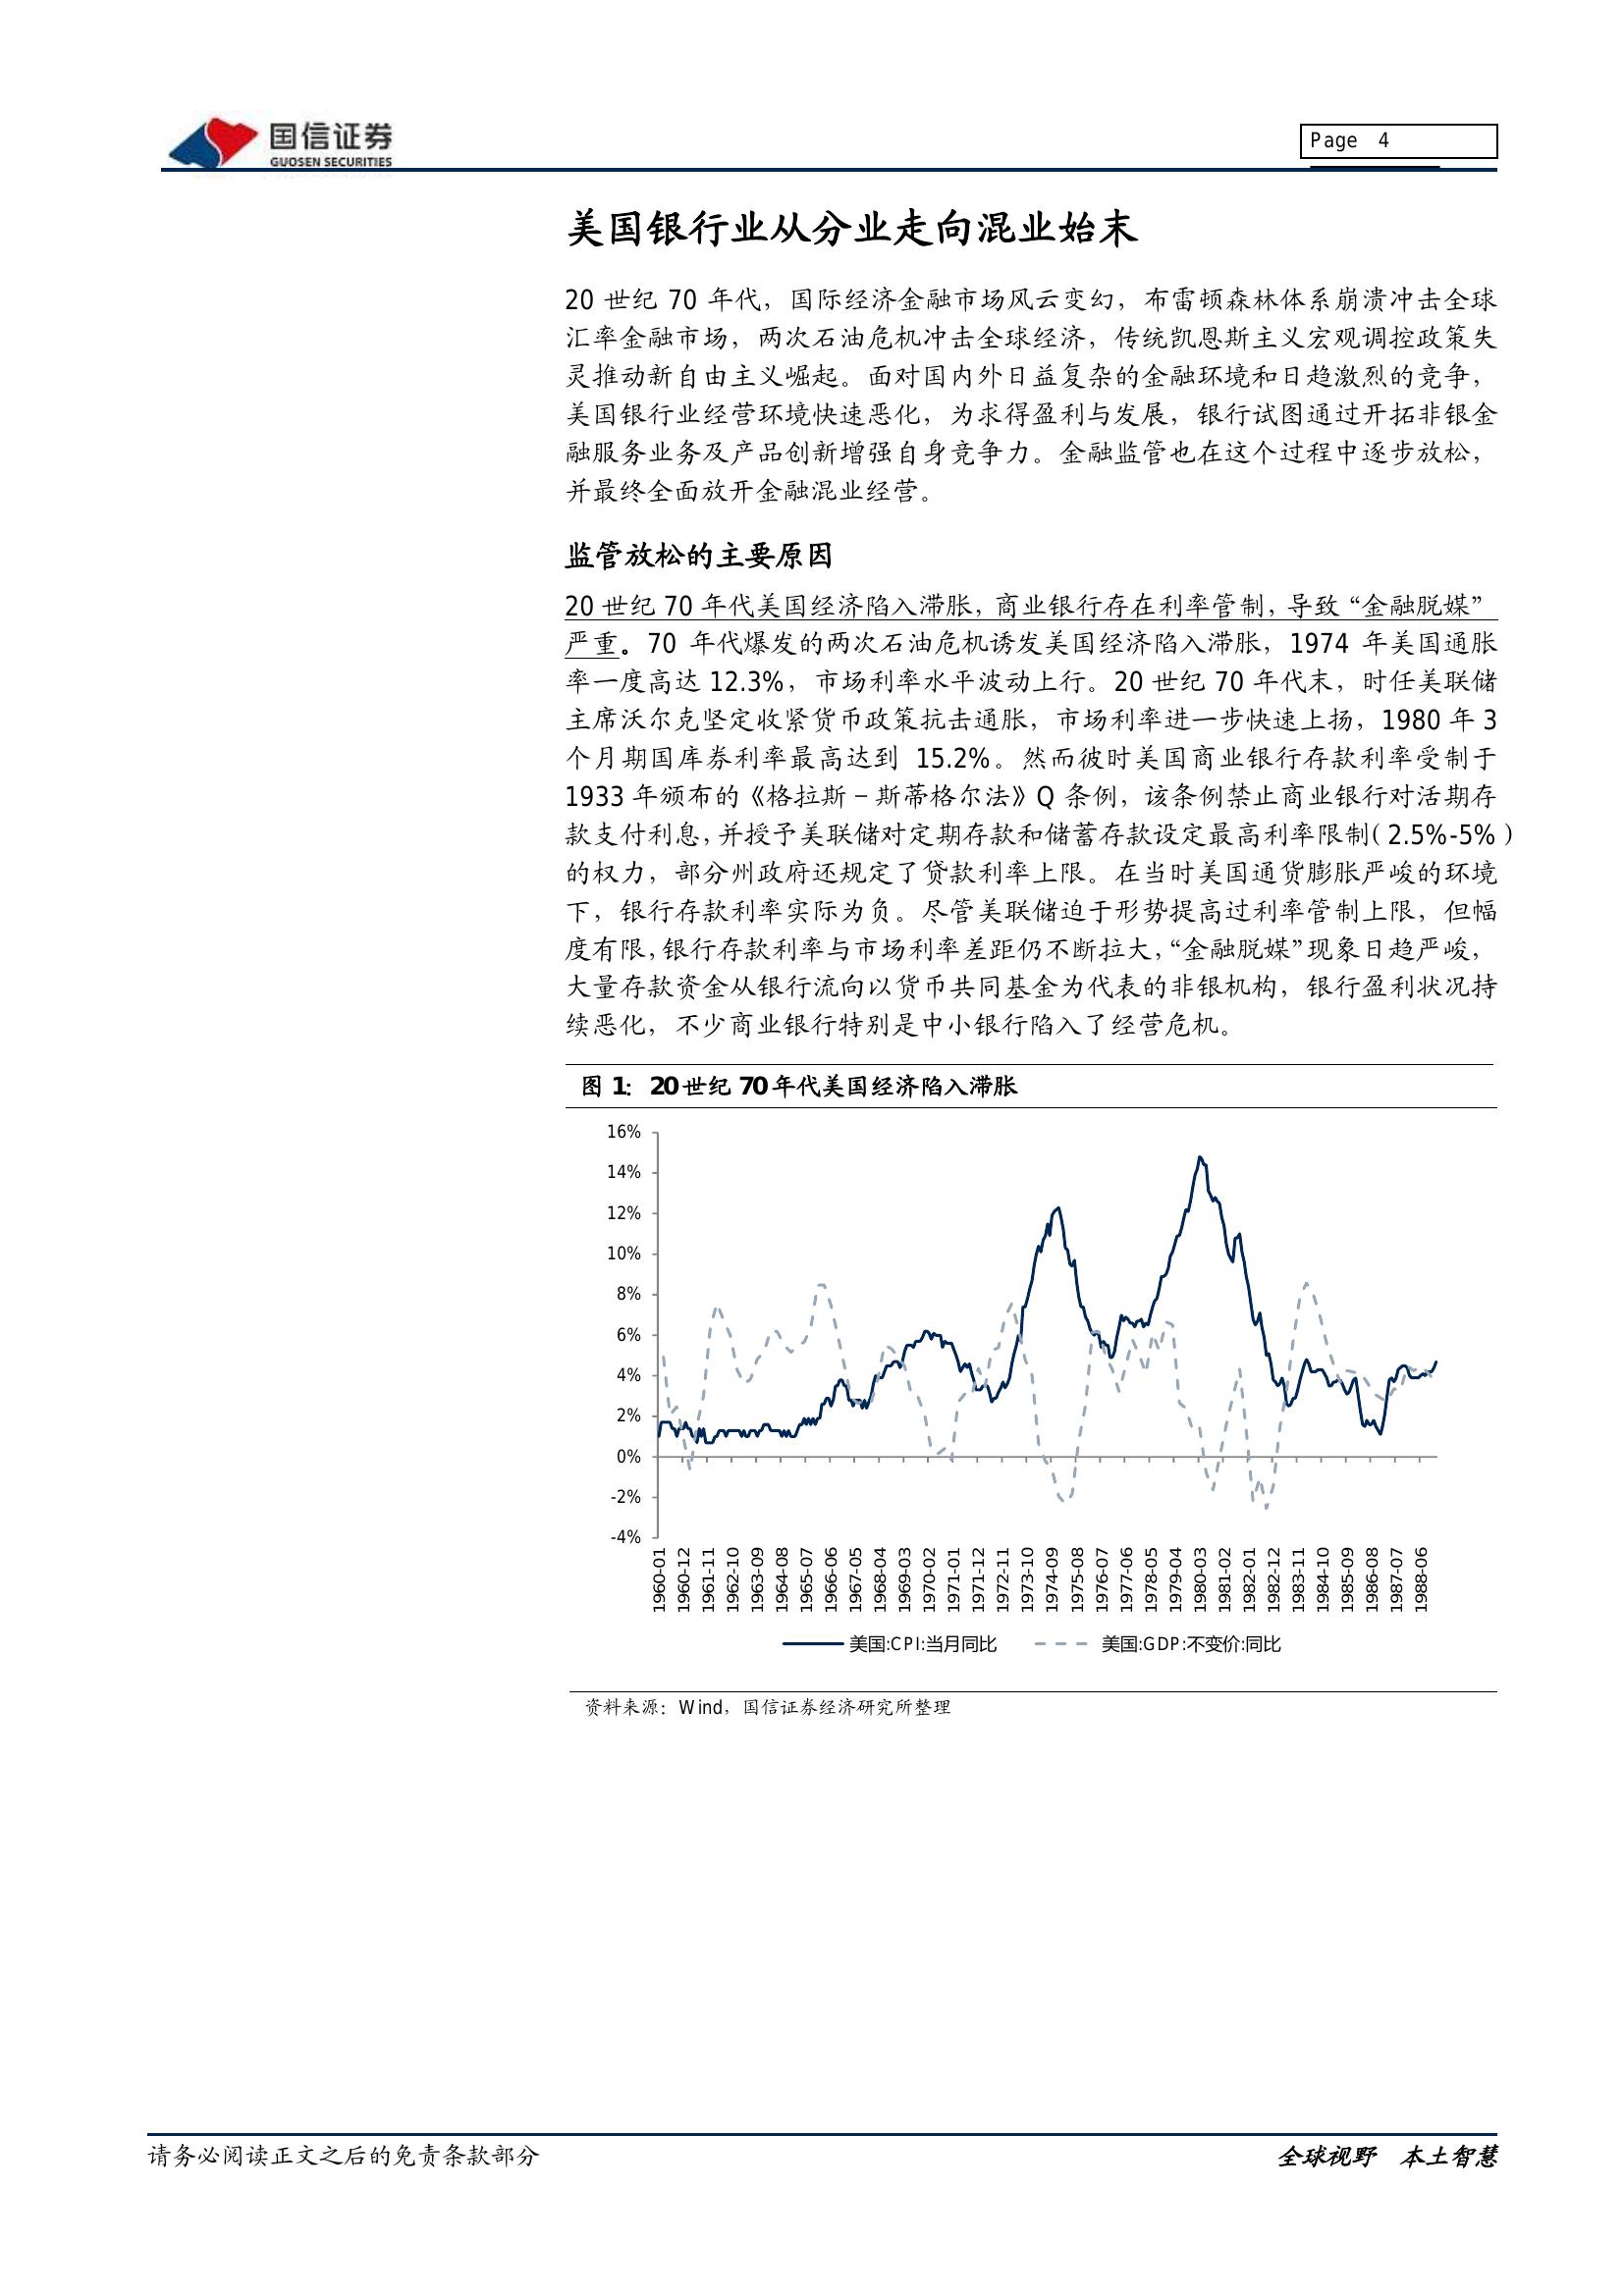 国信证券
GUOSEN SECURITIES
Page 4
美国银行业从分业走向混业始末
20 世纪 70 年代，国际经济金融市场风云变幻，布雷顿森林体系崩溃冲击全球
汇率金融市场，两次石油危机冲击全球经济，传统凯恩斯主义宏观调控政策失
灵推动新自由主义崛起。面对国内外日益复杂的金融环境和日趋激烈的竞争，
美国银行业经营环境快速恶化，为求得盈利与发展，银行试图通过开拓非银金
融服务业务及产品创新增强自身竞争力。金融监管也在这个过程中逐步放松，
并最终全面放开金融混业经营。
监管放松的主要原因
20 世纪 70 年代美国经济陷入滞胀，商业银行存在利率管制，导致“金融脱媒”
严重。70 年代爆发的两次石油危机诱发美国经济陷入滞胀，1974 年美国通胀
率一度高达 12.3%，市场利率水平波动上行。20 世纪 70 年代末，时任美联储
主席沃尔克坚定收紧货币政策抗击通胀，市场利率进一步快速上扬，1980 年 3
个月期国库券利率最高达到 15.2%。然而彼时美国商业银行存款利率受制于
1933 年颁布的《格拉斯－斯蒂格尔法》Q 条例，该条例禁止商业银行对活期存
款支付利息，并授予美联储对定期存款和储蓄存款设定最高利率限制（2.5%-5%）
的权力，部分州政府还规定了贷款利率上限。在当时美国通货膨胀严峻的环境
下，银行存款利率实际为负。尽管美联储迫于形势提高过利率管制上限，但幅
度有限，银行存款利率与市场利率差距仍不断拉大，“金融脱媒”现象日趋严峻，
大量存款资金从银行流向以货币共同基金为代表的非银机构，银行盈利状况持
续恶化，不少商业银行特别是中小银行陷入了经营危机。
图 1：20 世纪 70 年代美国经济陷入滞胀
16%
14%
12%
10%
8%
6%
4%
2%
0%
-2%
-4%
1960-01
1960-12
1961-11
1962-10
1963-09
1964-08
1965-07
1966-06
1967-05
1968-04
1969-03
1970-02
1971-01
1971-12
1972-11
1973-10
1974-09
1975-08
1976-07
1977-06
1978-05
1979-04
1980-03
1981-02
1982-01
1982-12
1983-11
1984-10
1985-09
1986-08
1987-07
1988-06
美国:CPI:当月同比
美国:GDP:不变价:同比
资料来源：Wind，国信证券经济研究所整理
请务必阅读正文之后的免责条款部分
全球视野 本土智慧